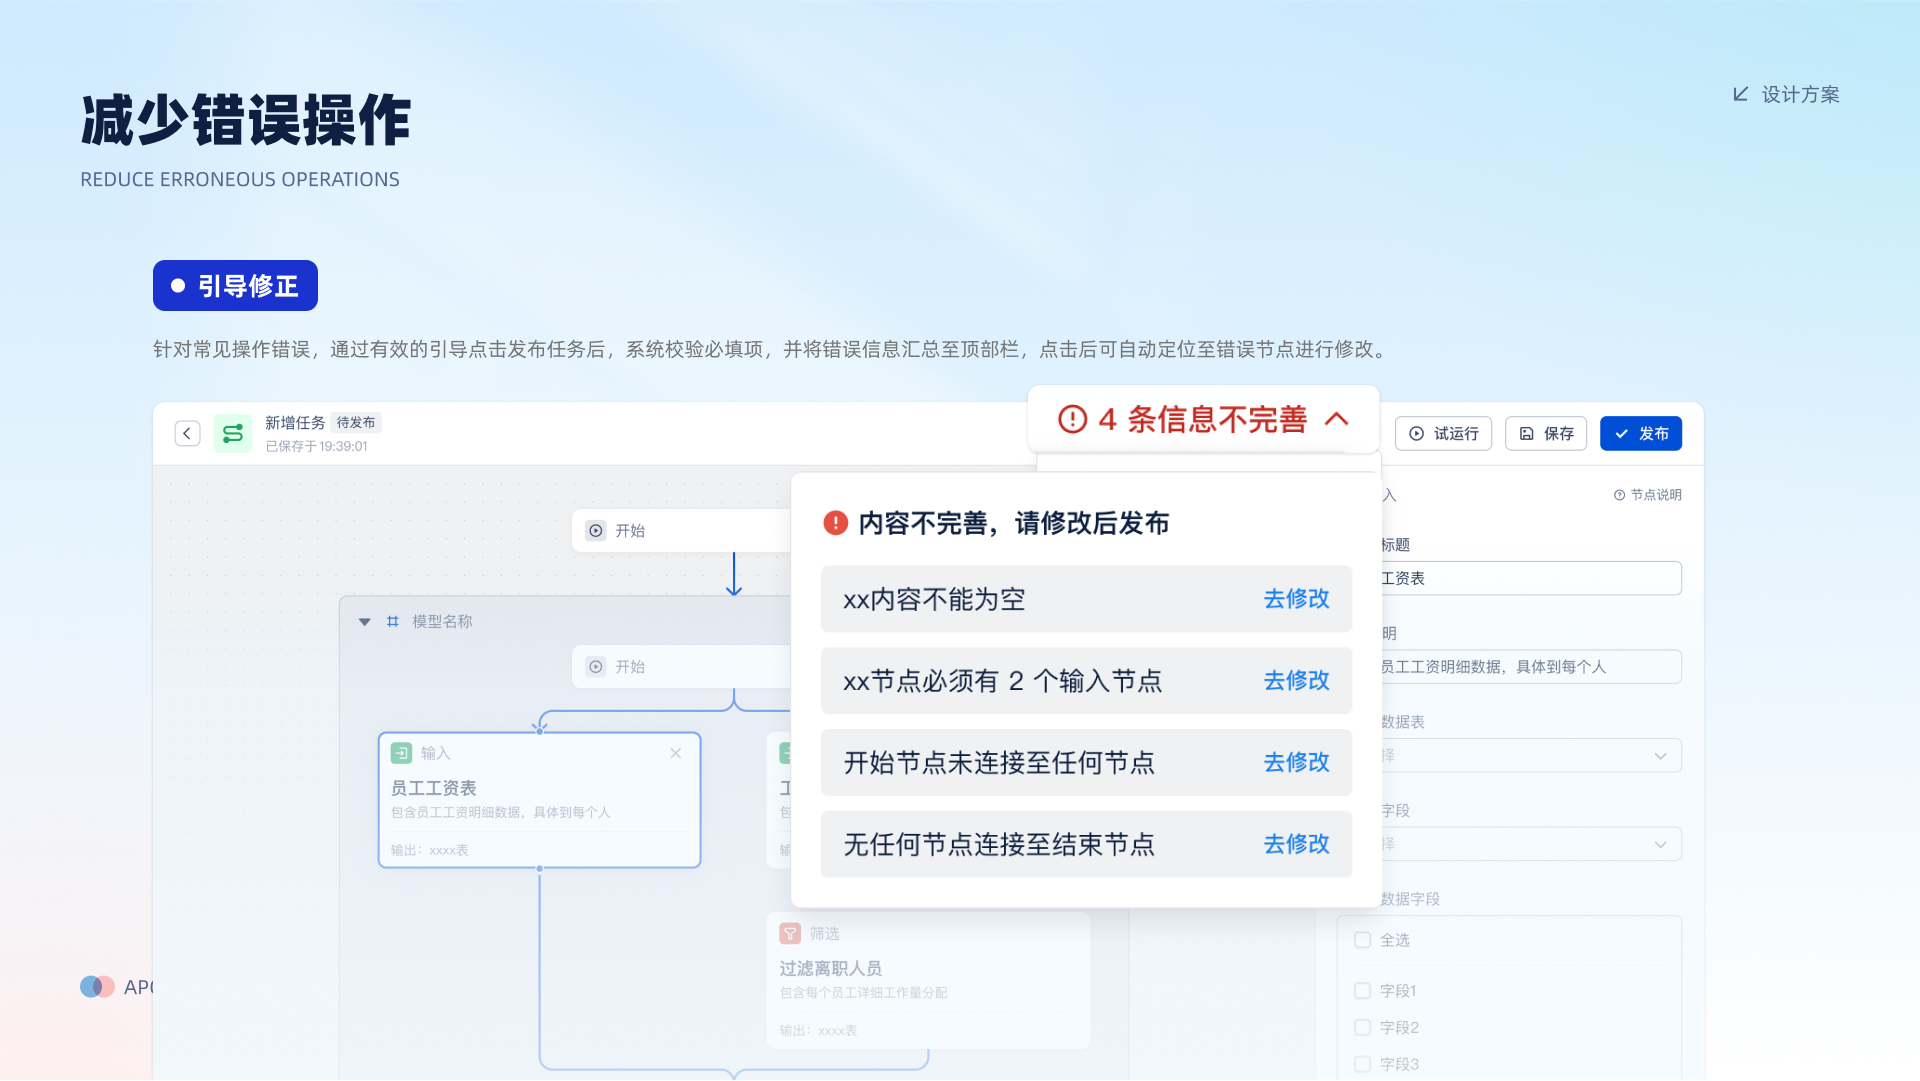 减少错误操作
REDUCE ERRONEOUS OPERATIONS
设计方案
引导修正
针对常见操作错误，通过有效的引导点击发布任务后，系统校验必填项，并将错误信息汇总至顶部栏，点击后可自动定位至错误节点进行修改。
新增任务 待发布
已保存于 19:39:01
4 条信息不完善
试运行
保存
发布
内容不完善，请修改后发布
xx内容不能为空 去修改
xx节点必须有 2 个输入节点 去修改
开始节点未连接至任何节点 去修改
无任何节点连接至结束节点 去修改
开始
模型名称
开始
输入
员工工资表
包含员工工资明细数据，具体到每个人
输出：xxxx表
筛选
过滤离职人员
包含每个员工详细工作量分配
输出：xxxx表
入
节点说明
标题
工资表
明
员工工资明细数据，具体到每个人
数据表
择
字段
择
数据字段
全选
字段1
字段2
字段3